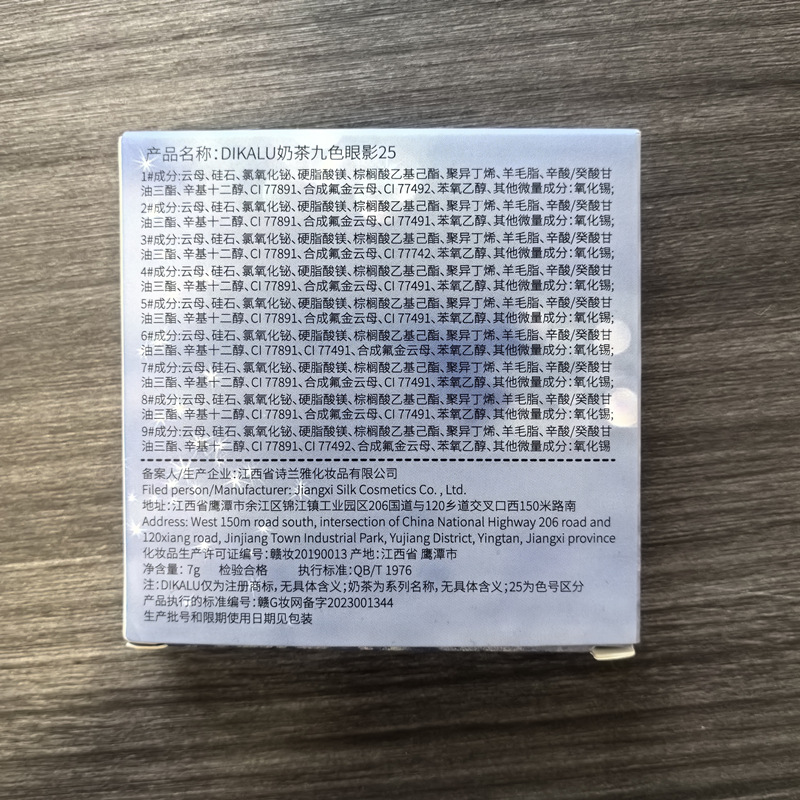 产品名称:DIKALU奶茶九色眼影25
1#成分:云母、硅石、氯氧化铋、硬脂酸镁、棕榈酸乙基己酯、聚异丁烯、羊毛脂、辛酸/癸酸甘
油三酯、辛基十二醇、CI 77891、合成氟金云母、CI 77492、苯氧乙醇、其他微量成分:氧化锡;
2#成分:云母、硅石、氯氧化铋、硬脂酸镁、棕榈酸乙基己酯、聚异丁烯、羊毛脂、辛酸/癸酸甘
油三酯、辛基十二醇、CI 77891、合成氟金云母、CI 77491、苯氧乙醇、其他微量成分:氧化锡;
3#成分:云母、硅石、氯氧化铋、硬脂酸镁、棕榈酸乙基己酯、聚异丁烯、羊毛脂、辛酸/癸酸甘
油三酯、辛基十二醇、CI 77891、合成氟金云母、CI 77742、苯氧乙醇、其他微量成分:氧化锡;
4#成分:云母、硅石、氯氧化铋、硬脂酸镁、棕榈酸乙基己酯、聚异丁烯、羊毛脂、辛酸/癸酸甘
油三酯、辛基十二醇、CI 77891、合成氟金云母、CI 77491、苯氧乙醇、其他微量成分:氧化锡;
5#成分:云母、硅石、氯氧化铋、硬脂酸镁、棕榈酸乙基己酯、聚异丁烯、羊毛脂、辛酸/癸酸甘
油三酯、辛基十二醇、CI 77891、合成氟金云母、CI 77491、苯氧乙醇、其他微量成分:氧化锡;
6#成分:云母、硅石、氯氧化铋、硬脂酸镁、棕榈酸乙基己酯、聚异丁烯、羊毛脂、辛酸/癸酸甘
油三酯、辛基十二醇、CI 77891、CI 77491、合成氟金云母、苯氧乙醇、其他微量成分:氧化锡;
7#成分:云母、硅石、氯氧化铋、硬脂酸镁、棕榈酸乙基己酯、聚异丁烯、羊毛脂、辛酸/癸酸甘
油三酯、辛基十二醇、CI 77891、合成氟金云母、CI 77491、苯氧乙醇、其他微量成分:氧化锡;
8#成分:云母、硅石、氯氧化铋、硬脂酸镁、棕榈酸乙基己酯、聚异丁烯、羊毛脂、辛酸/癸酸甘
油三酯、辛基十二醇、CI 77891、合成氟金云母、CI 77491、苯氧乙醇、其他微量成分:氧化锡;
9#成分:云母、硅石、氯氧化铋、硬脂酸镁、棕榈酸乙基己酯、聚异丁烯、羊毛脂、辛酸/癸酸甘
油三酯、辛基十二醇、CI 77891、CI 77492、合成氟金云母、苯氧乙醇、其他微量成分:氧化锡
备案人/生产企业:江西省诗兰雅化妆品有限公司
Filed person/Manufacturer: Jiangxi Silk Cosmetics Co. , Ltd.
地址:江西省鹰潭市余江区锦江镇工业园区206国道与120乡道交叉口西150米路南
Address: West 150m road south, intersection of China National Highway 206 road and
120xiang road, Jinjiang Town Industrial Park, Yujiang District, Yingtan, Jiangxi province
化妆品生产许可证编号:赣妆20190013 产地:江西省 鹰潭市
净含量: 7g 检验合格 执行标准:QB/T 1976
注:DIKALU仅为注册商标,无具体含义;奶茶为系列名称,无具体含义;25为色号区分
产品执行的标准编号:赣G妆网备字2023001344
生产批号和限期使用日期见包装